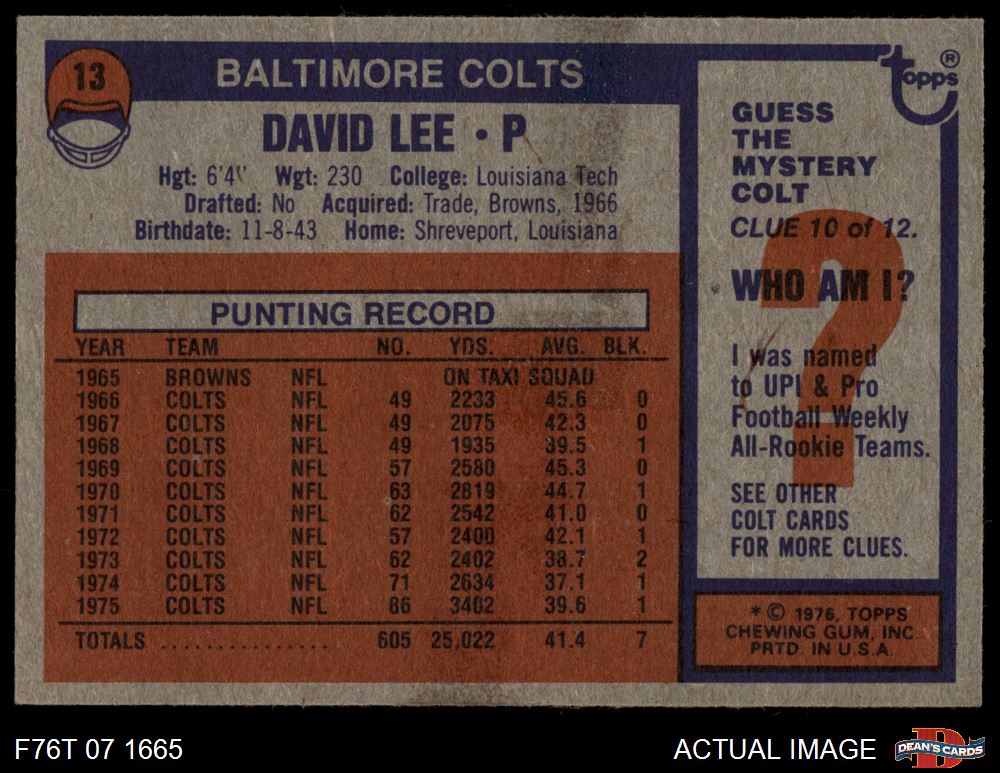 13
BALTIMORE COLTS
DAVID LEE • P
Hgt: 6'4" Wgt: 230 College: Louisiana Tech
Drafted: No Acquired: Trade, Browns, 1966
Birthdate: 11-8-43 Home: Shreveport, Louisiana
PUNTING RECORD
YEAR TEAM NO. YDS. AVG. BLK.
1965 BROWNS NFL ON TAXI SQUAD
1966 COLTS NFL 49 2233 45.6 0
1967 COLTS NFL 49 2075 42.3 0
1968 COLTS NFL 49 1935 39.5 1
1969 COLTS NFL 57 2580 45.3 0
1970 COLTS NFL 63 2819 44.7 1
1971 COLTS NFL 62 2542 41.0 0
1972 COLTS NFL 57 2400 42.1 1
1973 COLTS NFL 62 2402 38.7 2
1974 COLTS NFL 71 2634 37.1 1
1975 COLTS NFL 86 3402 39.6 1
TOTALS ................ 605 25,022 41.4 7
topps®
GUESS
THE
MYSTERY
COLT
CLUE 10 of 12.
?
WHO AM I?
I was named
to UPI & Pro
Football Weekly
All-Rookie Teams.
SEE OTHER
COLT CARDS
FOR MORE CLUES.
* © 1976, TOPPS
CHEWING GUM, INC.
PRTD. IN U.S.A.
F76T 07 1665
ACTUAL IMAGE
D
DEAN'S CARDS